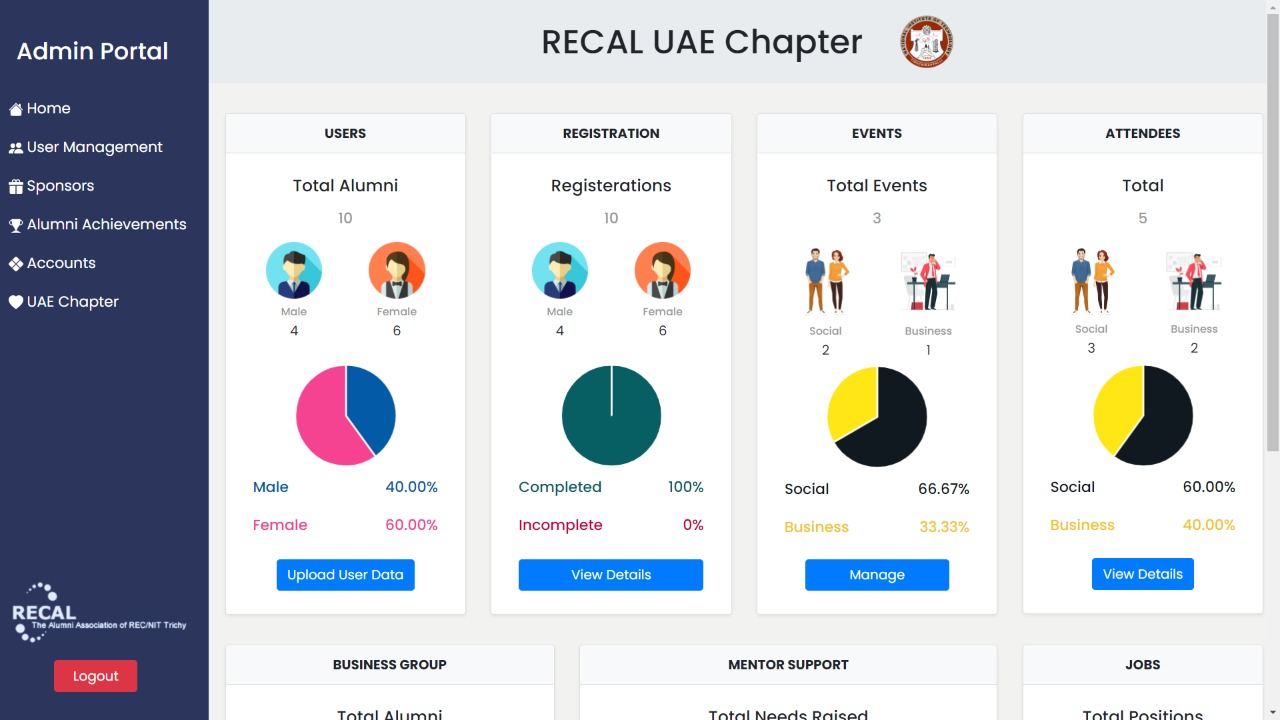 Admin Portal
Home
User Management
Sponsors
Alumni Achievements
Accounts
UAE Chapter
RECAL
The Alumni Association of REC/NIT Trichy
Logout
RECAL UAE Chapter
USERS
Total Alumni
10
Male
4
Female
6
Male 40.00%
Female 60.00%
Upload User Data
REGISTRATION
Registerations
10
Male
4
Female
6
Completed 100%
Incomplete 0%
View Details
EVENTS
Total Events
3
Social
2
Business
1
Social 66.67%
Business 33.33%
Manage
ATTENDEES
Total
5
Social
3
Business
2
Social 60.00%
Business 40.00%
View Details
BUSINESS GROUP
Total Alumni
MENTOR SUPPORT
Total Needs Raised
JOBS
Total Positions